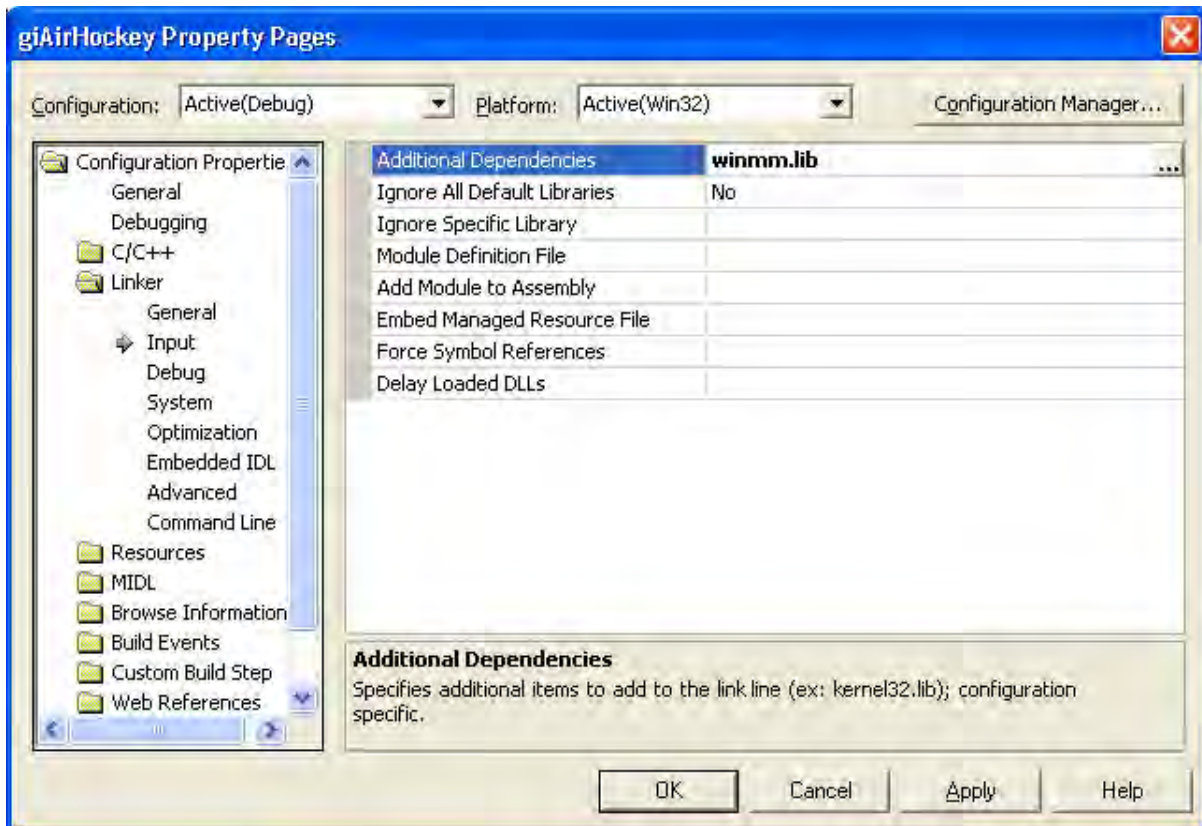 giAirHockey Property Pages
Configuration: Active(Debug) Platform: Active(Win32) Configuration Manager...
Configuration Propertie
General
Debugging
C/C++
Linker
General
Input
Debug
System
Optimization
Embedded IDL
Advanced
Command Line
Resources
MIDL
Browse Information
Build Events
Custom Build Step
Web References
Additional Dependencies winmm.lib ...
Ignore All Default Libraries No
Ignore Specific Library
Module Definition File
Add Module to Assembly
Embed Managed Resource File
Force Symbol References
Delay Loaded DLLs
Additional Dependencies
Specifies additional items to add to the link line (ex: kernel32.lib); configuration
specific.
OK Cancel Apply Help